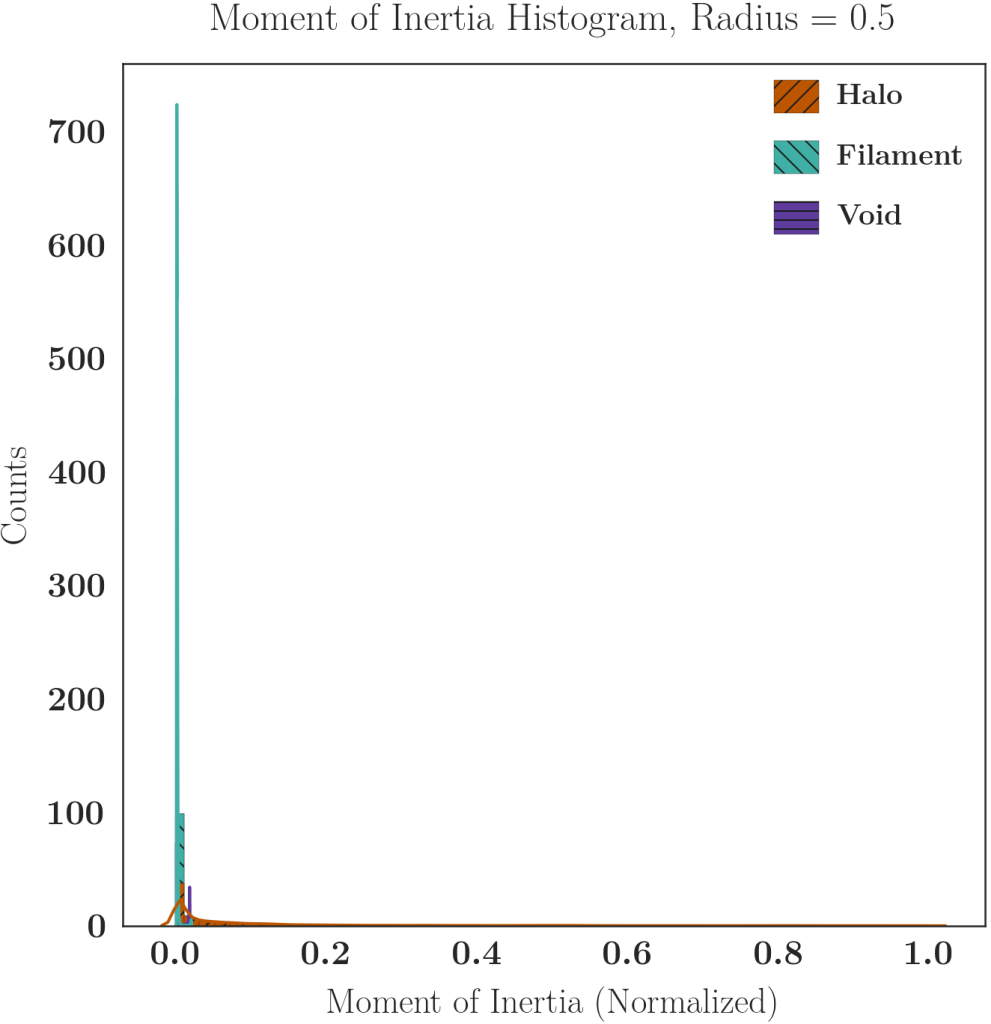 Moment of Inertia Histogram, Radius = 0.5
Halo
Filament
Void
700
600
500
400
300
200
100
0
Counts
0.0 0.2 0.4 0.6 0.8 1.0
Moment of Inertia (Normalized)